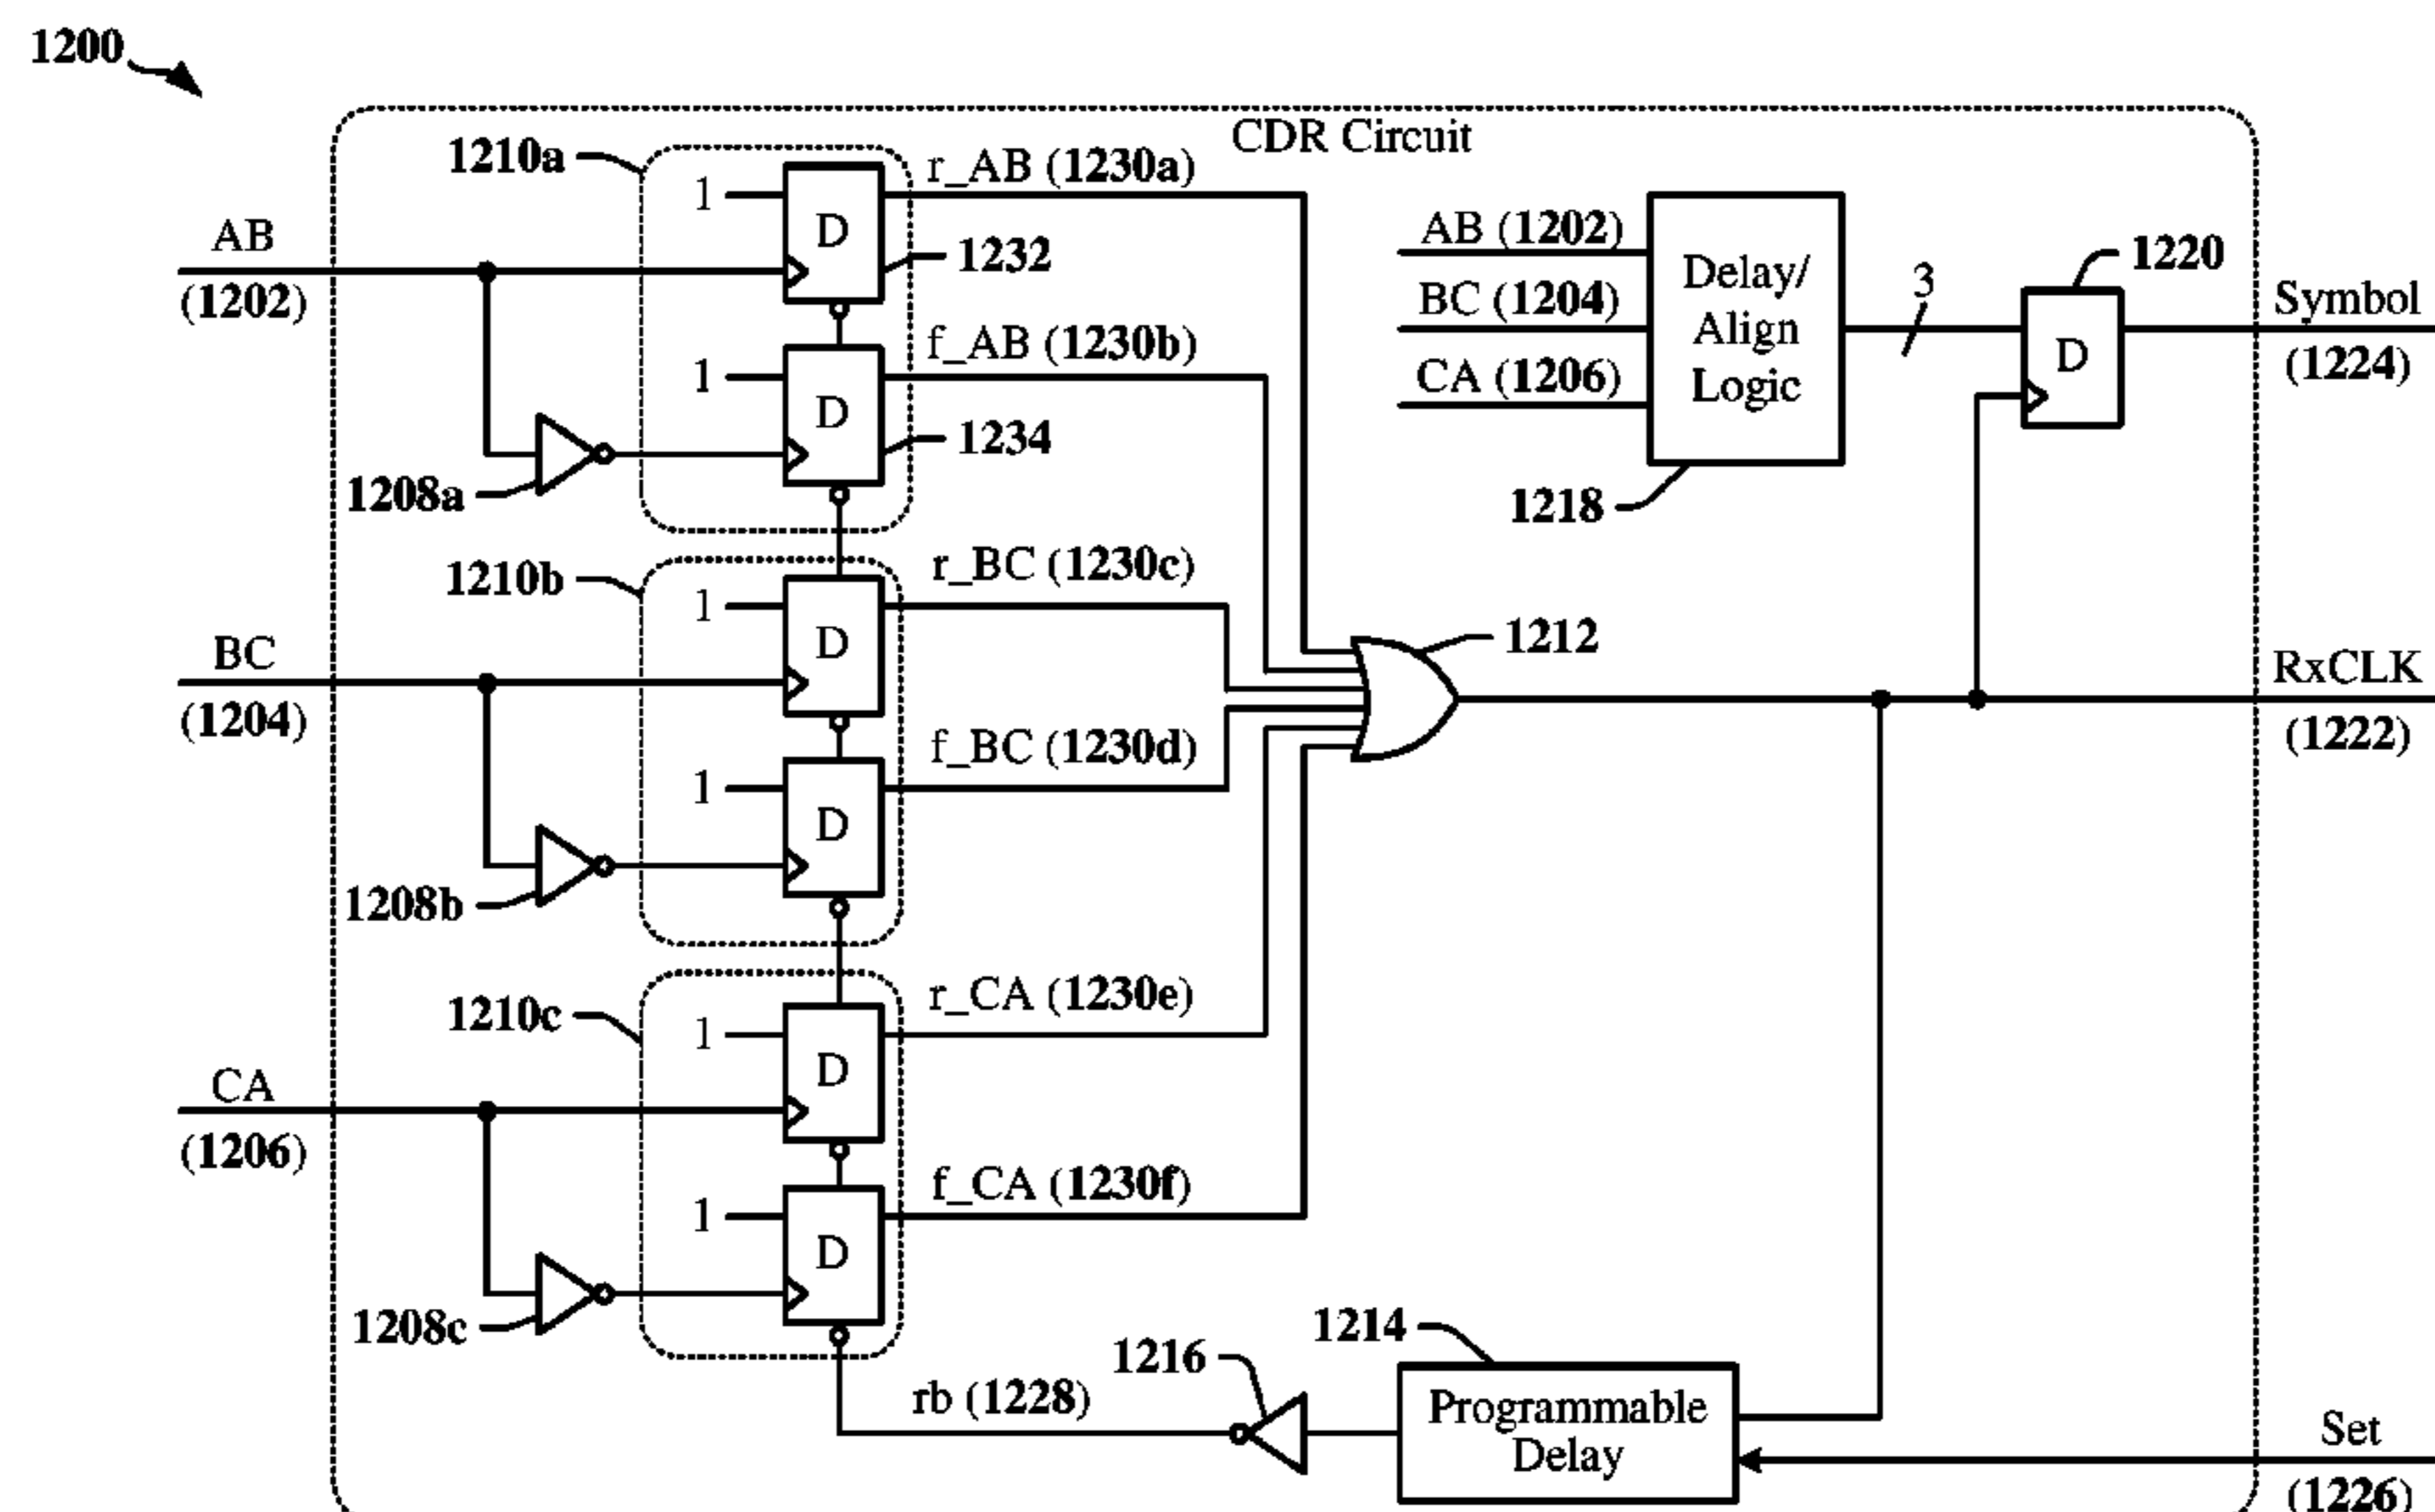 1200
CDR Circuit
1210a
1
D
r_AB (1230a)
1232
AB
(1202)
1
D
f_AB (1230b)
1234
1208a
AB (1202)
BC (1204)
CA (1206)
Delay/
Align
Logic
1218
3
D
1220
Symbol
(1224)
1210b
1
D
r_BC (1230c)
BC
(1204)
1
D
f_BC (1230d)
1208b
1212
RxCLK
(1222)
1210c
1
D
r_CA (1230e)
CA
(1206)
1
D
f_CA (1230f)
1208c
rb (1228)
1216
1214
Programmable
Delay
Set
(1226)